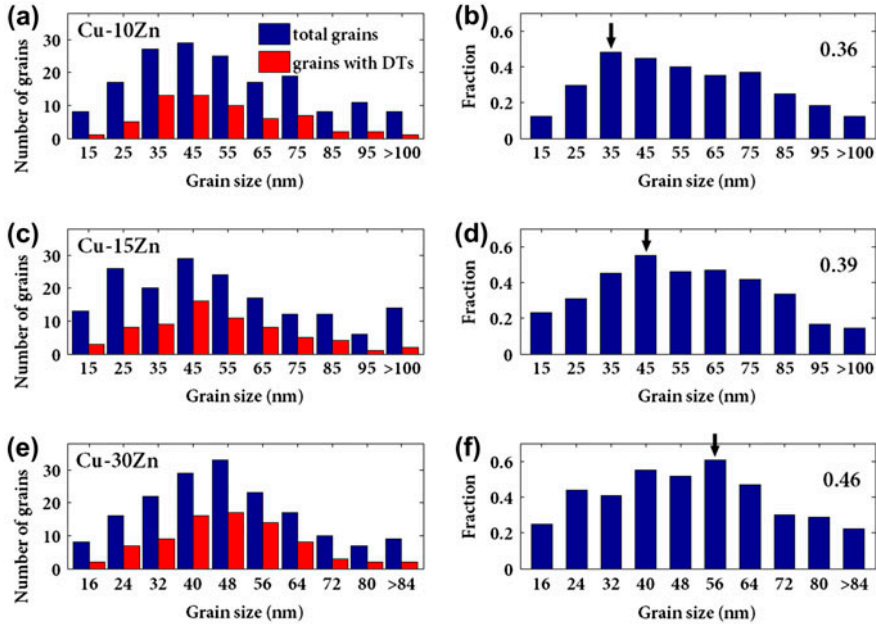 (a)
Cu-10Zn
total grains
grains with DTs
30
20
10
0
Number of grains
15 25 35 45 55 65 75 85 95 >100
Grain size (nm)
(b)
0.36
0.6
0.4
0.2
0
Fraction
15 25 35 45 55 65 75 85 95 >100
Grain size (nm)
(c)
Cu-15Zn
30
20
10
0
Number of grains
15 25 35 45 55 65 75 85 95 >100
Grain size (nm)
(d)
0.39
0.6
0.4
0.2
0
Fraction
15 25 35 45 55 65 75 85 95 >100
Grain size (nm)
(e)
Cu-30Zn
30
20
10
0
Number of grains
16 24 32 40 48 56 64 72 80 >84
Grain size (nm)
(f)
0.46
0.6
0.4
0.2
0
Fraction
16 24 32 40 48 56 64 72 80 >84
Grain size (nm)